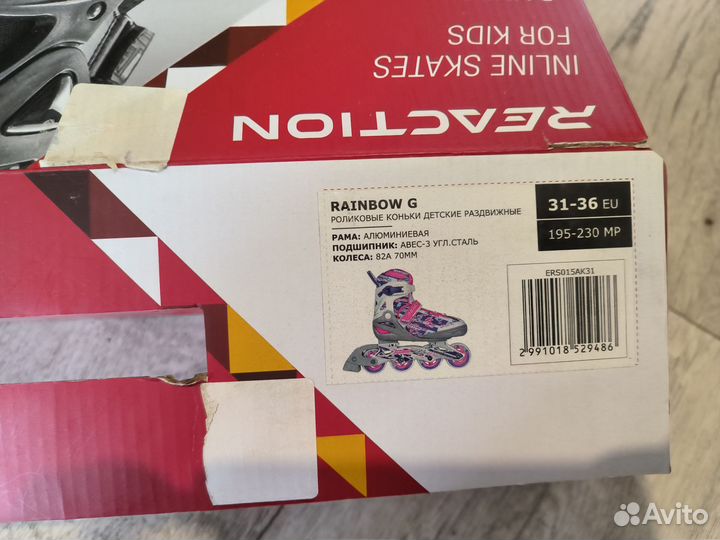 INLINE SKATES
FOR KIDS
REACTION
RAINBOW G
РОЛИКОВЫЕ КОНЬКИ ДЕТСКИЕ РАЗДВИЖНЫЕ
РАМА: АЛЮМИНИЕВАЯ
ПОДШИПНИК: ABEC-3 УГЛ.СТАЛЬ
КОЛЕСА: 82A 70ММ
31-36 EU
195-230 MP
ERS015AK31
2 991018 529486
Avito